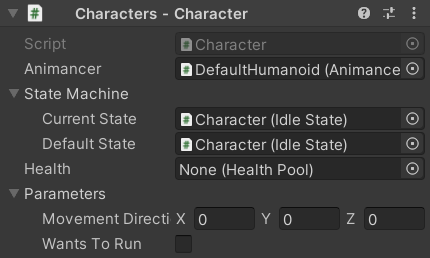 Characters - Character
Script Character
Animancer DefaultHumanoid (Animance
State Machine
Current State Character (Idle State)
Default State Character (Idle State)
Health None (Health Pool)
Parameters
Movement Directi X 0 Y 0 Z 0
Wants To Run